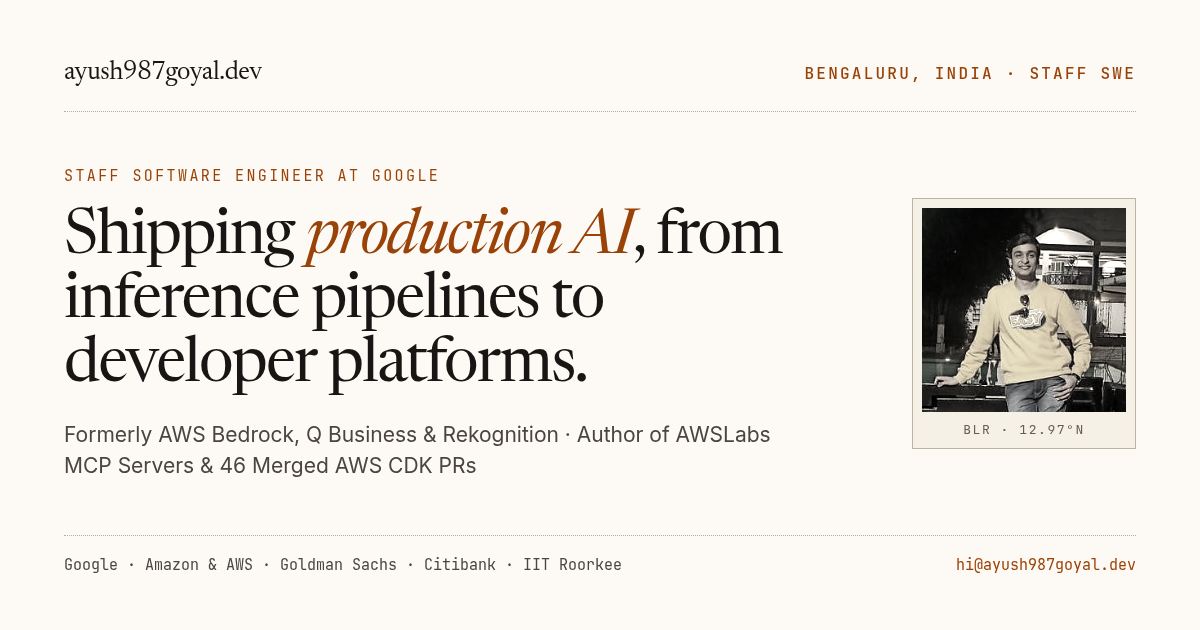 ayush987goyal.dev
BENGALURU, INDIA · STAFF SWE
STAFF SOFTWARE ENGINEER AT GOOGLE
Shipping production AI, from
inference pipelines to
developer platforms.
Formerly AWS Bedrock, Q Business & Rekognition · Author of AWSLabs
MCP Servers & 46 Merged AWS CDK PRs
BLR · 12.97°N
Google · Amazon & AWS · Goldman Sachs · Citibank · IIT Roorkee
hi@ayush987goyal.dev